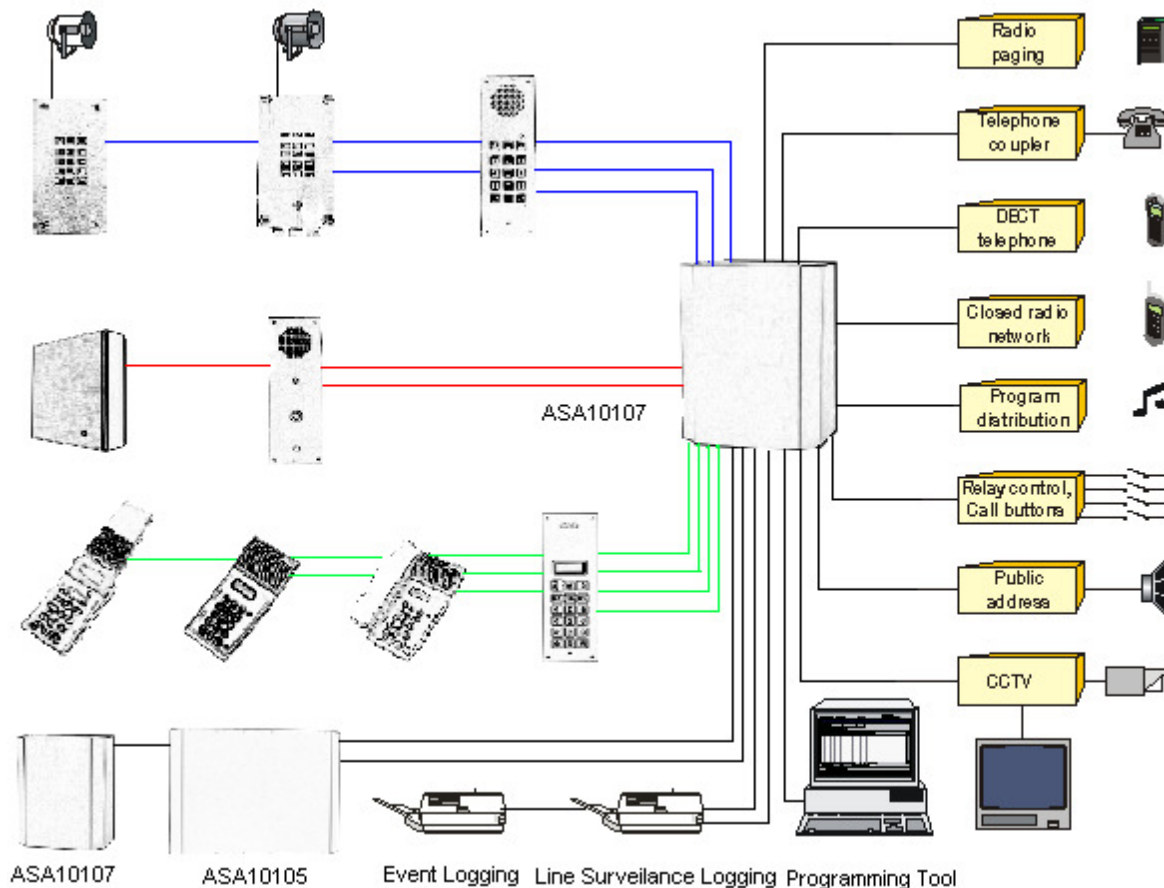 Radio
paging
Telephone
coupler
DECT
telephone
Closed radio
network
Program
distribution
ASA10107
Relay control,
Call buttons
Public
address
CCTV
ASA10107
ASA10105
Event Logging
Line Surveilance Logging
Programming Tool